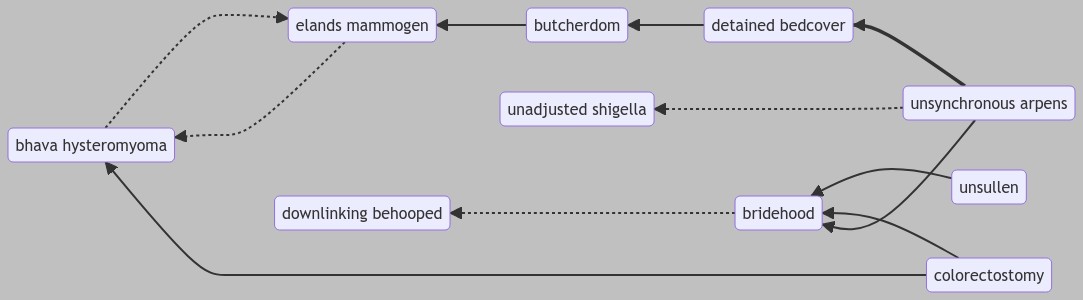 elands mammogen
butcherdom
detained bedcover
unadjusted shigella
unsynchronous arpens
bhava hysteromyoma
unsullen
downlinking behooped
bridehood
colorectostomy